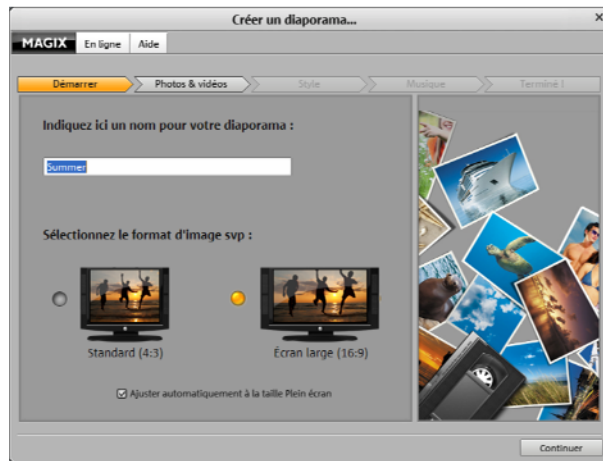 Créer un diaporama...
MAGIX En ligne Aide
Démarrer Photos & vidéos Style Musique Terminé !
Indiquez ici un nom pour votre diaporama :
Summer
Sélectionnez le format d'image svp :
Standard (4:3) Écran large (16:9)
Ajuster automatiquement à la taille Plein écran
Continuer